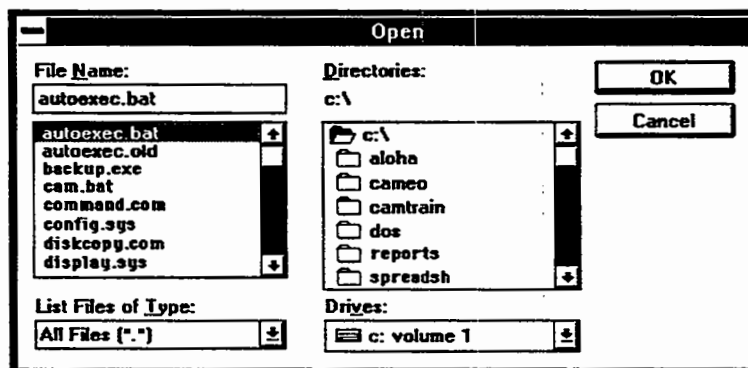 Open
File Name:
autoexec.bat
autoexec.bat
autoexec.old
backup.exe
cam.bat
command.com
config.sys
diskcopy.com
display.sys
List Files of Type:
All Files (".")
Directories:
c:\
c:\
aloha
cameo
camtrain
dos
reports
spreadsh
Drives:
c: volume 1
OK
Cancel